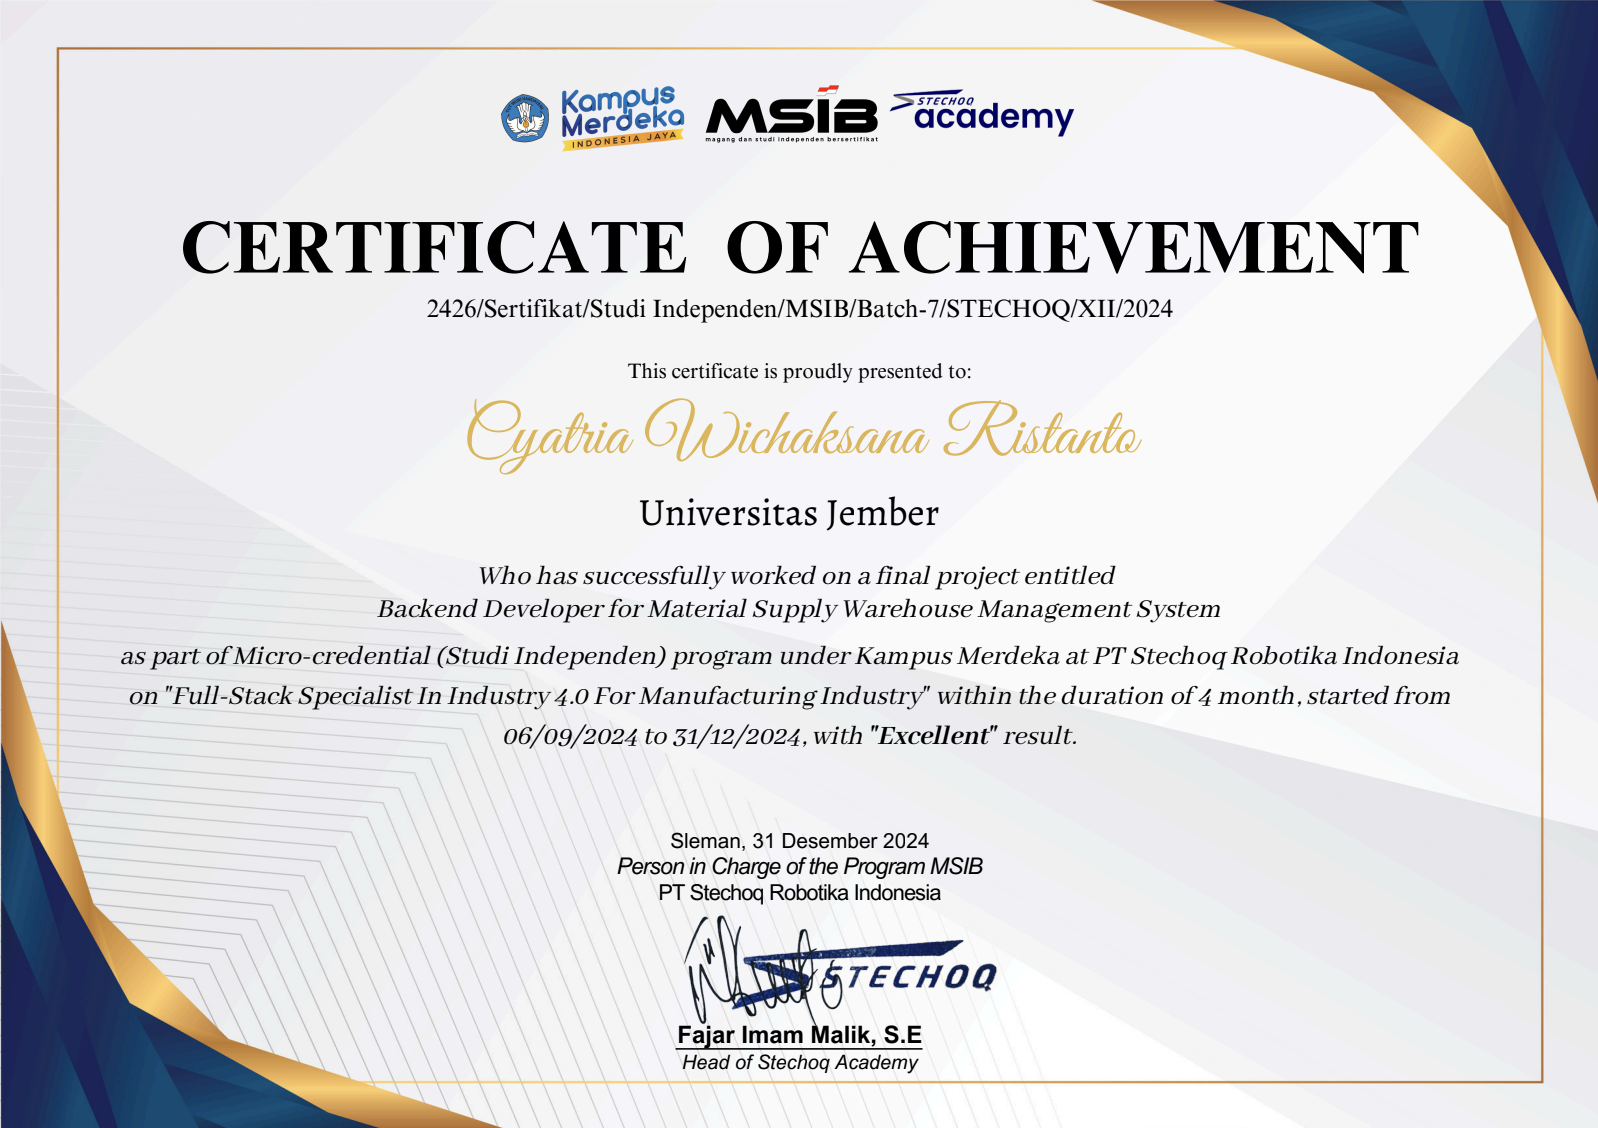 Kampus
Merdeka
INDONESIA JAYA
MSIB
magang dan studi independen bersertifikat
STECHOQ
academy
CERTIFICATE OF ACHIEVEMENT
2426/Sertifikat/Studi Independen/MSIB/Batch-7/STECHOQ/XII/2024
This certificate is proudly presented to:
Cyatria Wichaksana Ristanto
Universitas Jember
Who has successfully worked on a final project entitled
Backend Developer for Material Supply Warehouse Management System
as part of Micro-credential (Studi Independen) program under Kampus Merdeka at PT Stechoq Robotika Indonesia
on "Full-Stack Specialist In Industry 4.0 For Manufacturing Industry" within the duration of 4 month, started from
06/09/2024 to 31/12/2024, with "Excellent" result.
Sleman, 31 Desember 2024
Person in Charge of the Program MSIB
PT Stechoq Robotika Indonesia
STECHOQ
Fajar Imam Malik, S.E
Head of Stechoq Academy